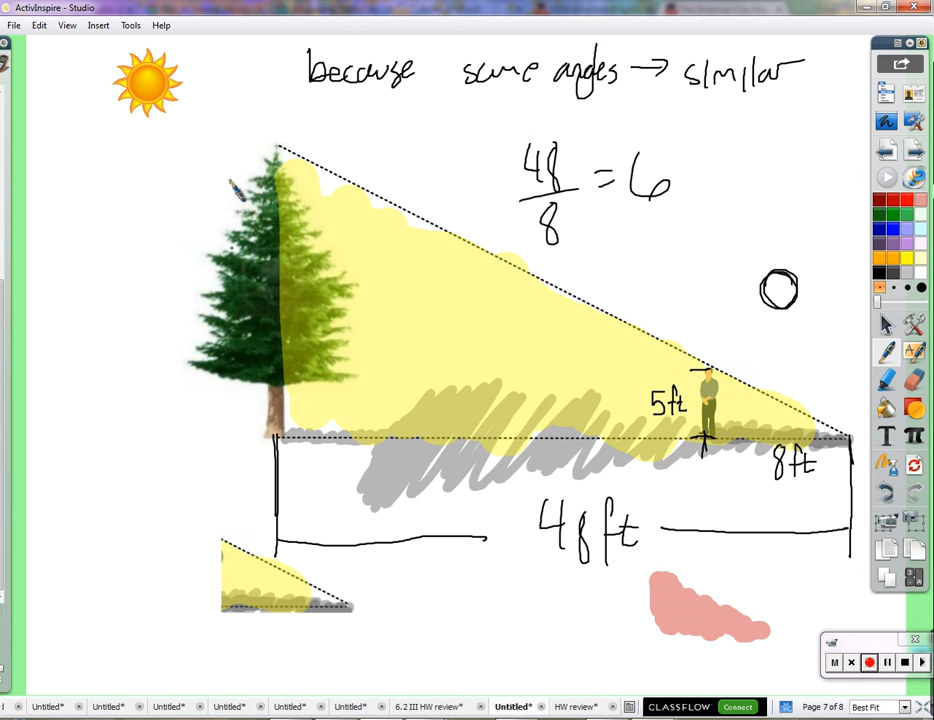 ActivInspire - Studio
File Edit View Insert Tools Help
because same angles → similar
48
8
= 6
5ft
8ft
48ft
M
Untitled* Untitled* Untitled* Untitled* Untitled* Untitled* 6.2 III HW review* Untitled* HW review*
CLASSFLOW Connect
Page 7 of 8
Best Fit